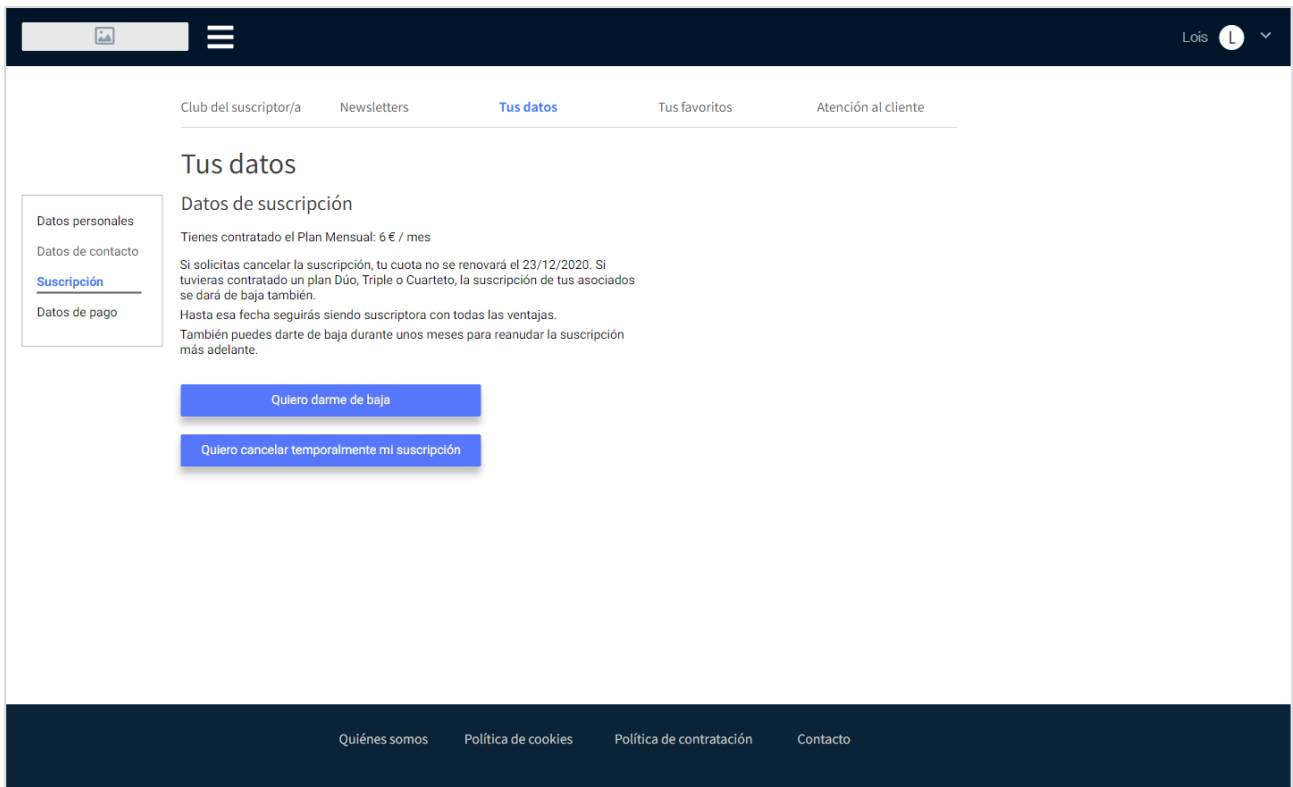 Lois L
Club del suscriptor/a Newsletters Tus datos Tus favoritos Atención al cliente
Tus datos
Datos personales
Datos de contacto
Suscripción
Datos de pago
Datos de suscripción
Tienes contratado el Plan Mensual: 6 € / mes
Si solicitas cancelar la suscripción, tu cuota no se renovará el 23/12/2020. Si
tuvieras contratado un plan Dúo, Triple o Cuarteto, la suscripción de tus asociados
se dará de baja también.
Hasta esa fecha seguirás siendo suscriptora con todas las ventajas.
También puedes darte de baja durante unos meses para reanudar la suscripción
más adelante.
Quiero darme de baja
Quiero cancelar temporalmente mi suscripción
Quiénes somos Política de cookies Política de contratación Contacto